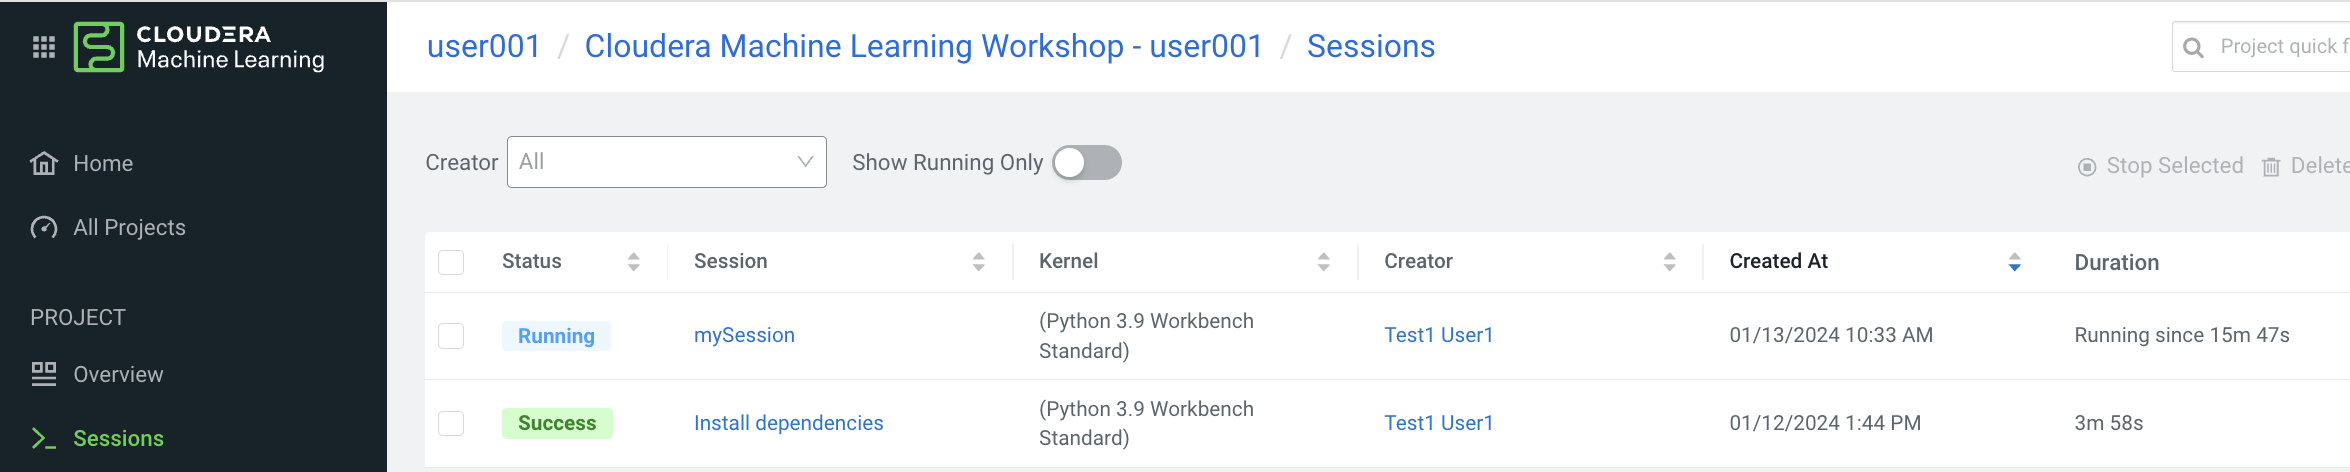 CLOUDERA
Machine Learning
user001 / Cloudera Machine Learning Workshop - user001 / Sessions
Project quick f
Home
All Projects
PROJECT
Overview
Sessions
Creator All Show Running Only
Stop Selected Delete
Status Session Kernel Creator Created At Duration
Running mySession (Python 3.9 Workbench Standard) Test1 User1 01/13/2024 10:33 AM Running since 15m 47s
Success Install dependencies (Python 3.9 Workbench Standard) Test1 User1 01/12/2024 1:44 PM 3m 58s